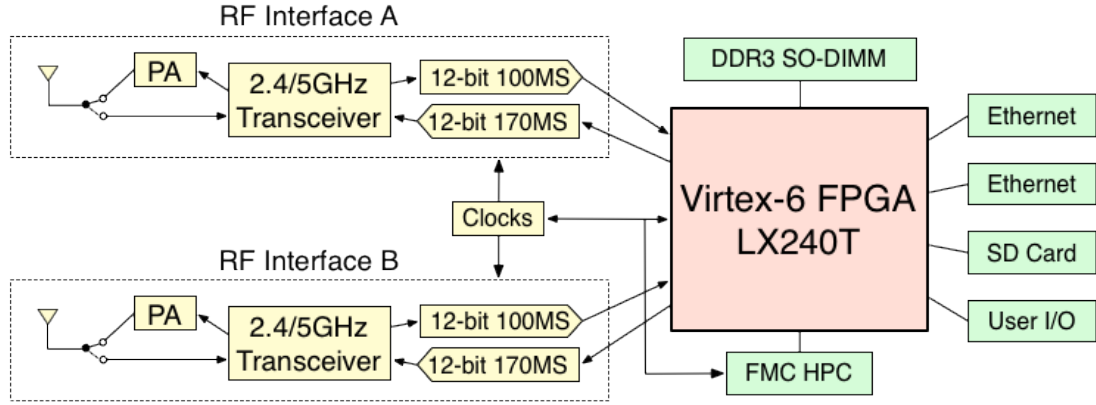 RF Interface A
PA
2.4/5GHz
Transceiver
12-bit 100MS
12-bit 170MS
DDR3 SO-DIMM
Virtex-6 FPGA
LX240T
Ethernet
Ethernet
SD Card
User I/O
FMC HPC
Clocks
RF Interface B
PA
2.4/5GHz
Transceiver
12-bit 100MS
12-bit 170MS